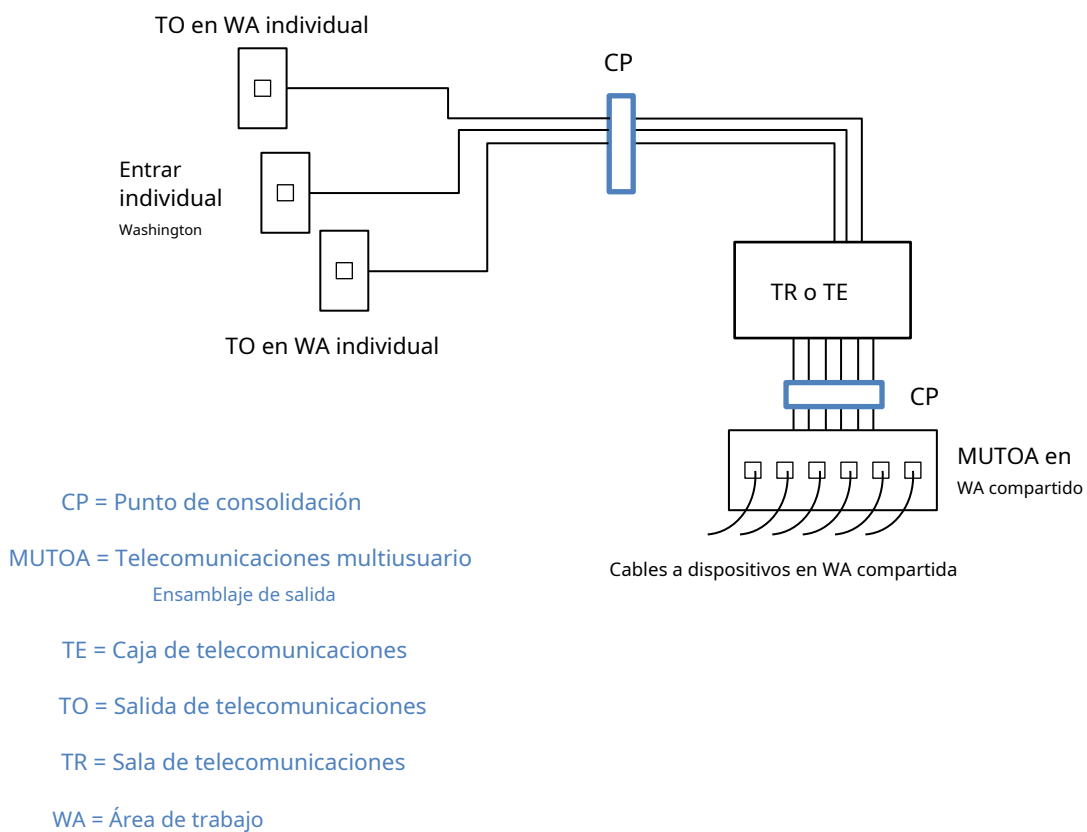 TO en WA individual
CP
Entrar
individual
Washington
TR o TE
TO en WA individual
CP
MUTOA en
WA compartido
Cables a dispositivos en WA compartida
CP = Punto de consolidación
MUTOA = Telecomunicaciones multiusuario
Ensamblaje de salida
TE = Caja de telecomunicaciones
TO = Salida de telecomunicaciones
TR = Sala de telecomunicaciones
WA = Área de trabajo